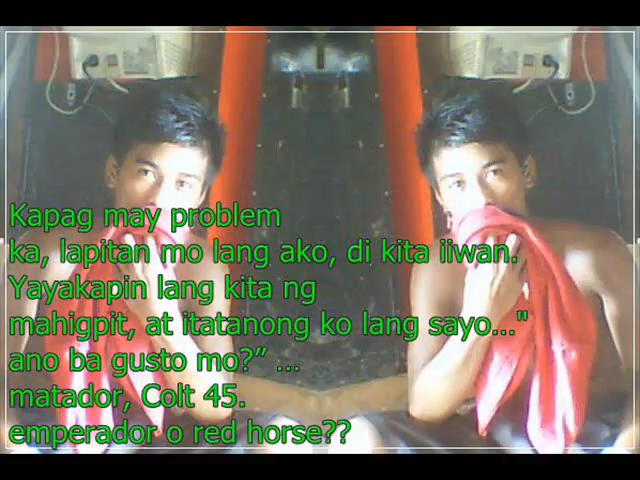 Kapag may problem
ka, lapitan mo lang ako, di kita iiwan.
Yayakapin lang kita ng
mahigpit, at itatanong ko lang sayo..."
ano ba gusto mo?” ...
matador, Colt 45.
emperador o red horse??